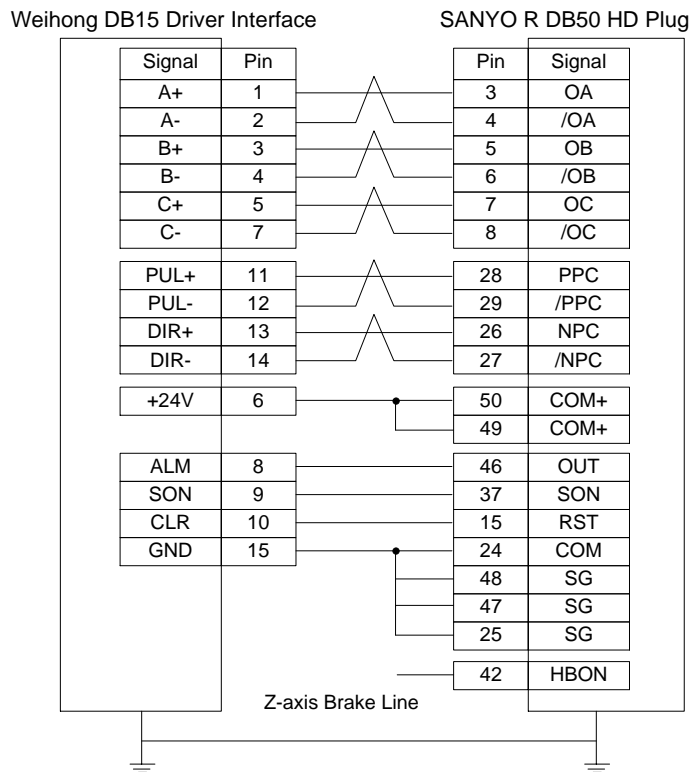 Weihong DB15 Driver Interface SANYO R DB50 HD Plug
Signal Pin Pin Signal
A+ 1 3 OA
A- 2 4 /OA
B+ 3 5 OB
B- 4 6 /OB
C+ 5 7 OC
C- 7 8 /OC
PUL+ 11 28 PPC
PUL- 12 29 /PPC
DIR+ 13 26 NPC
DIR- 14 27 /NPC
+24V 6 50 COM+
49 COM+
ALM 8 46 OUT
SON 9 37 SON
CLR 10 15 RST
GND 15 24 COM
48 SG
47 SG
25 SG
42 HBON
Z-axis Brake Line